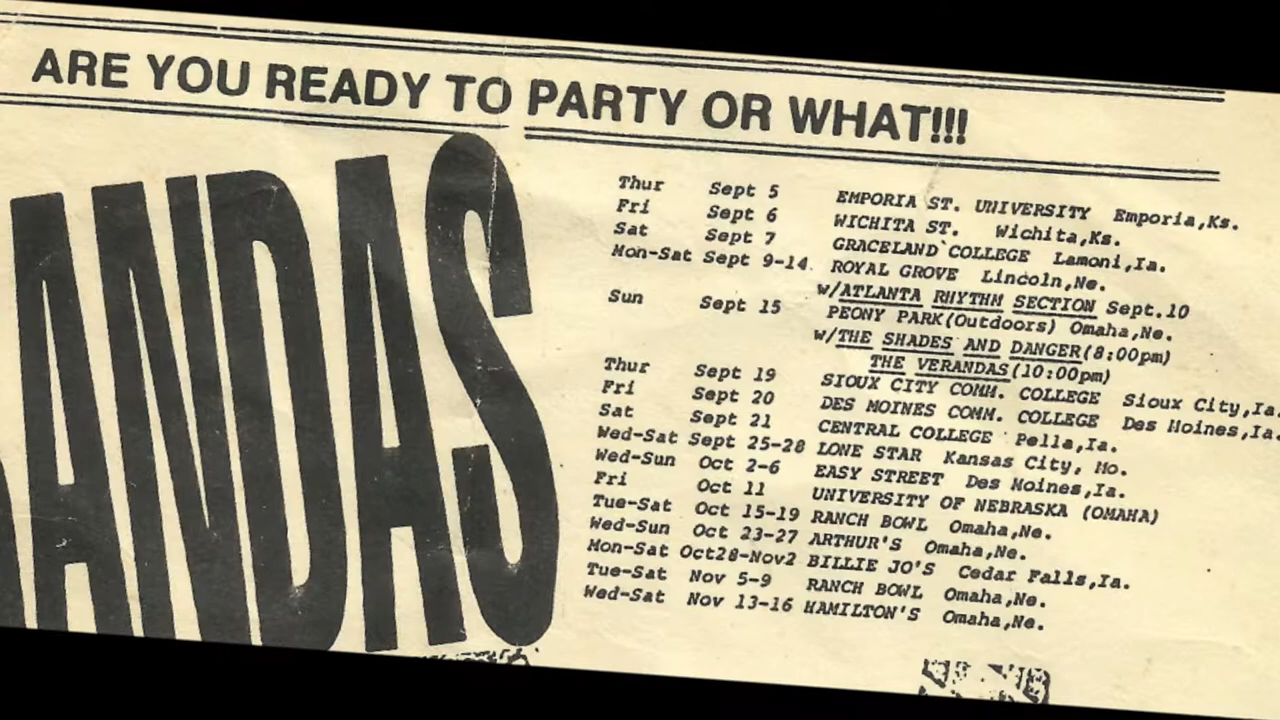 ARE YOU READY TO PARTY OR WHAT!!!
ANDAS
Thur Sept 5 EMPORIA ST. UNIVERSITY Emporia,Ks.
Fri Sept 6 WICHITA ST. Wichita,Ks.
Sat Sept 7 GRACELAND COLLEGE Lamoni,Ia.
Mon-Sat Sept 9-14 ROYAL GROVE Lincoln,Ne.
w/ATLANTA RHYTHM SECTION Sept.10
Sun Sept 15 PEONY PARK(Outdoors) Omaha,Ne.
w/THE SHADES AND DANGER(8:00pm)
THE VERANDAS(10:00pm)
Thur Sept 19 SIOUX CITY COMM. COLLEGE Sioux City,Ia.
Fri Sept 20 DES MOINES COMM. COLLEGE Des Moines,Ia.
Sat Sept 21 CENTRAL COLLEGE Pella,Ia.
Wed-Sat Sept 25-28 LONE STAR Kansas City, Mo.
Wed-Sun Oct 2-6 EASY STREET Des Moines,Ia.
Fri Oct 11 UNIVERSITY OF NEBRASKA (OMAHA)
Tue-Sat Oct 15-19 RANCH BOWL Omaha,Ne.
Wed-Sun Oct 23-27 ARTHUR'S Omaha,Ne.
Mon-Sat Oct28-Nov2 BILLIE JO'S Cedar Falls,Ia.
Tue-Sat Nov 5-9 RANCH BOWL Omaha,Ne.
Wed-Sat Nov 13-16 HAMILTON'S Omaha,Ne.